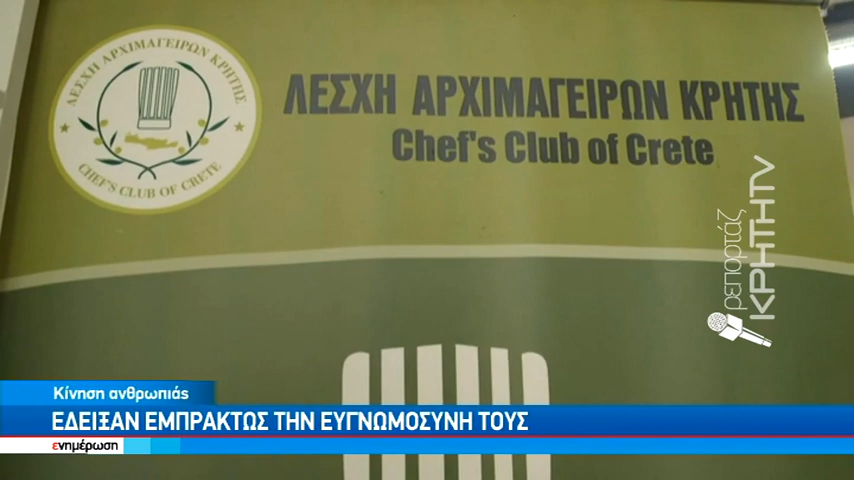 ΛΕΣΧΗ ΑΡΧΙΜΑΓΕΙΡΩΝ ΚΡΗΤΗΣ
CHEF'S CLUB OF CRETE
ΛΕΣΧΗ ΑΡΧΙΜΑΓΕΙΡΩΝ ΚΡΗΤΗΣ
Chef's Club of Crete
ρεπορτάζ
ΚΡΗΤΗTV
Κίνηση ανθρωπιάς
ΕΔΕΙΞΑΝ ΕΜΠΡΑΚΤΩΣ ΤΗΝ ΕΥΓΝΩΜΟΣΥΝΗ ΤΟΥΣ
ενημέρωση